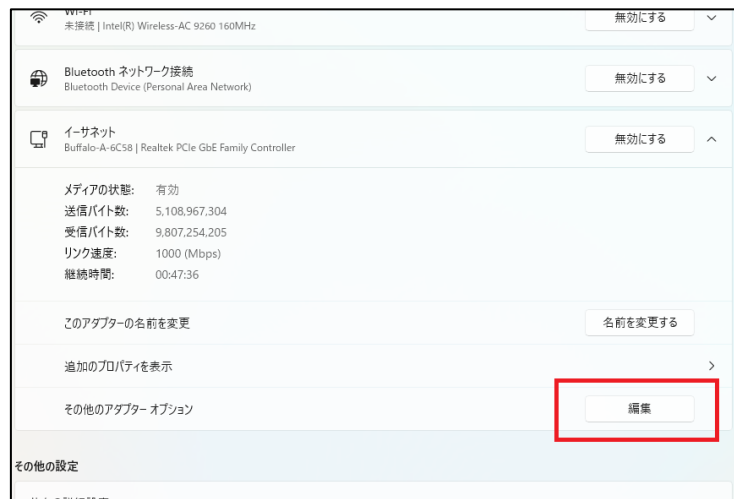 Wi-Fi
未接続 | Intel(R) Wireless-AC 9260 160MHz
無効にする
Bluetooth ネットワーク接続
Bluetooth Device (Personal Area Network)
無効にする
イーサネット
Buffalo-A-6C58 | Realtek PCIe GbE Family Controller
無効にする
メディアの状態: 有効
送信バイト数: 5,108,967,304
受信バイト数: 9,807,254,205
リンク速度: 1000 (Mbps)
継続時間: 00:47:36
このアダプターの名前を変更
名前を変更する
追加のプロパティを表示
その他のアダプター オプション
編集
その他の設定